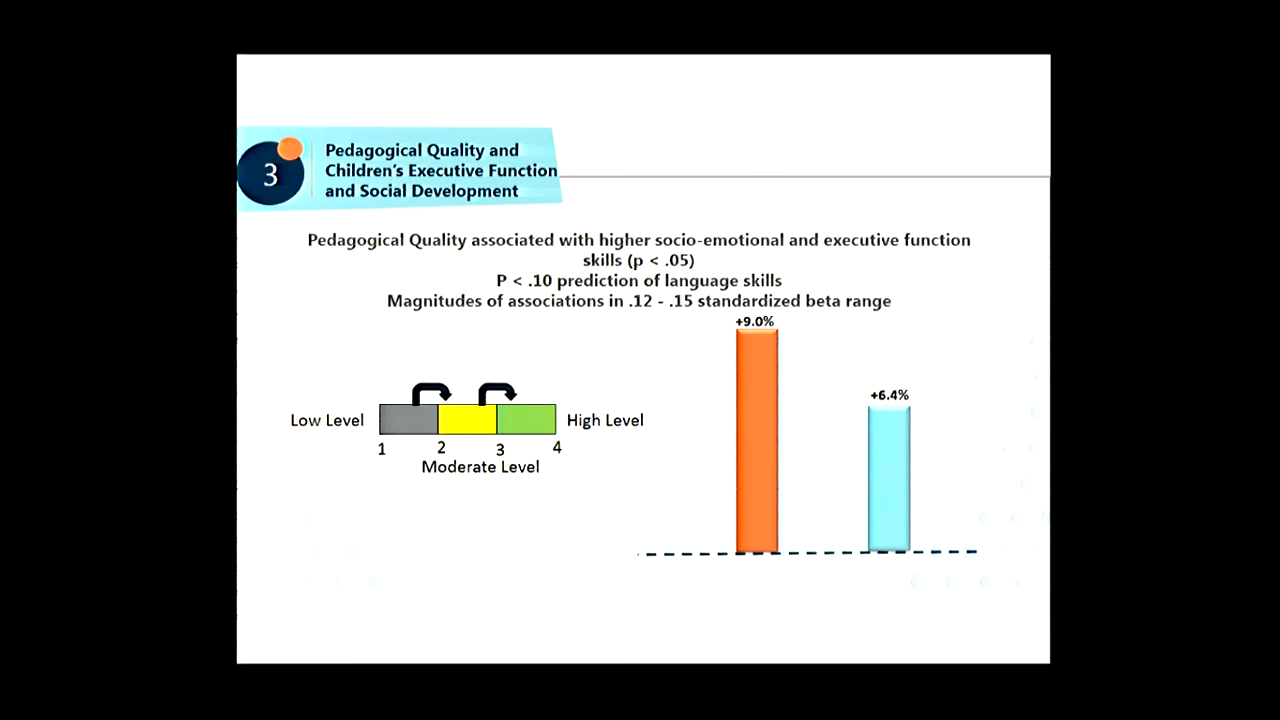 3
Pedagogical Quality and
Children's Executive Function
and Social Development
Pedagogical Quality associated with higher socio-emotional and executive function
skills (p < .05)
P < .10 prediction of language skills
Magnitudes of associations in .12 - .15 standardized beta range
+9.0%
+6.4%
Low Level
High Level
1
2
3
4
Moderate Level